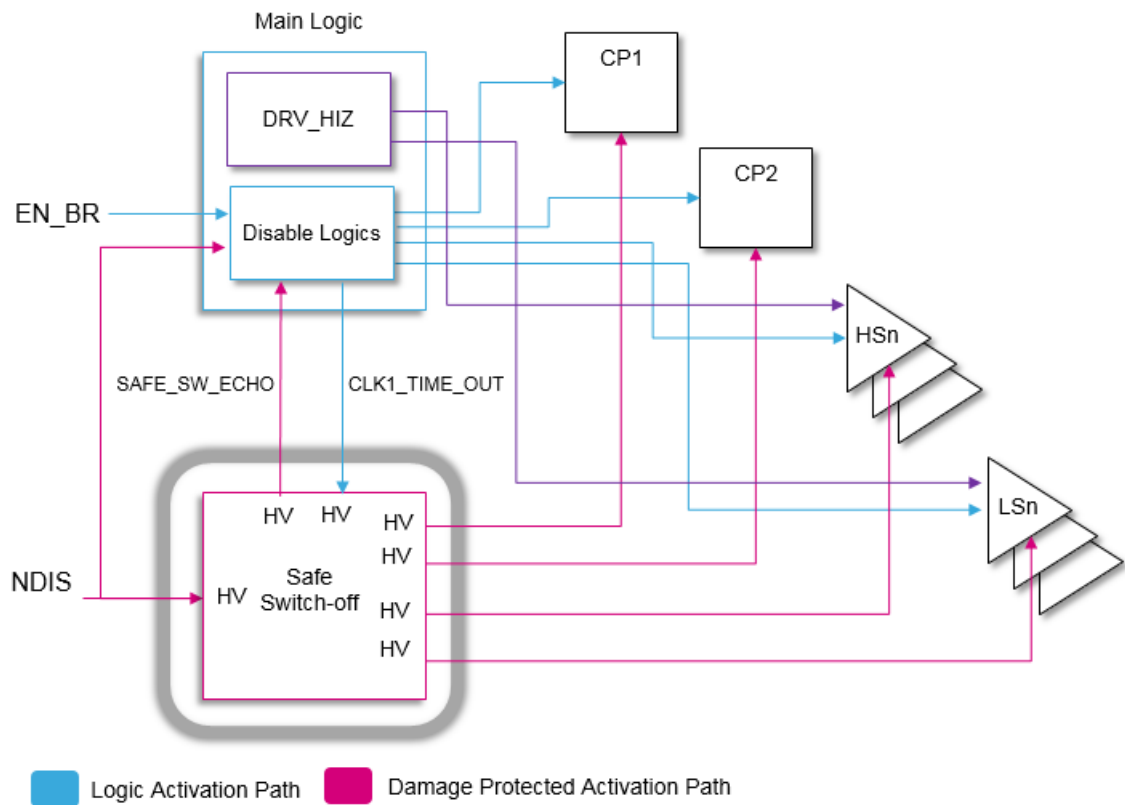 Main Logic
CP1
DRV_HIZ
CP2
EN_BR
Disable Logics
HSn
SAFE_SW_ECHO
CLK1_TIME_OUT
LSn
HV
HV
HV
HV
NDIS
HV
Safe
Switch-off
HV
HV
Logic Activation Path
Damage Protected Activation Path